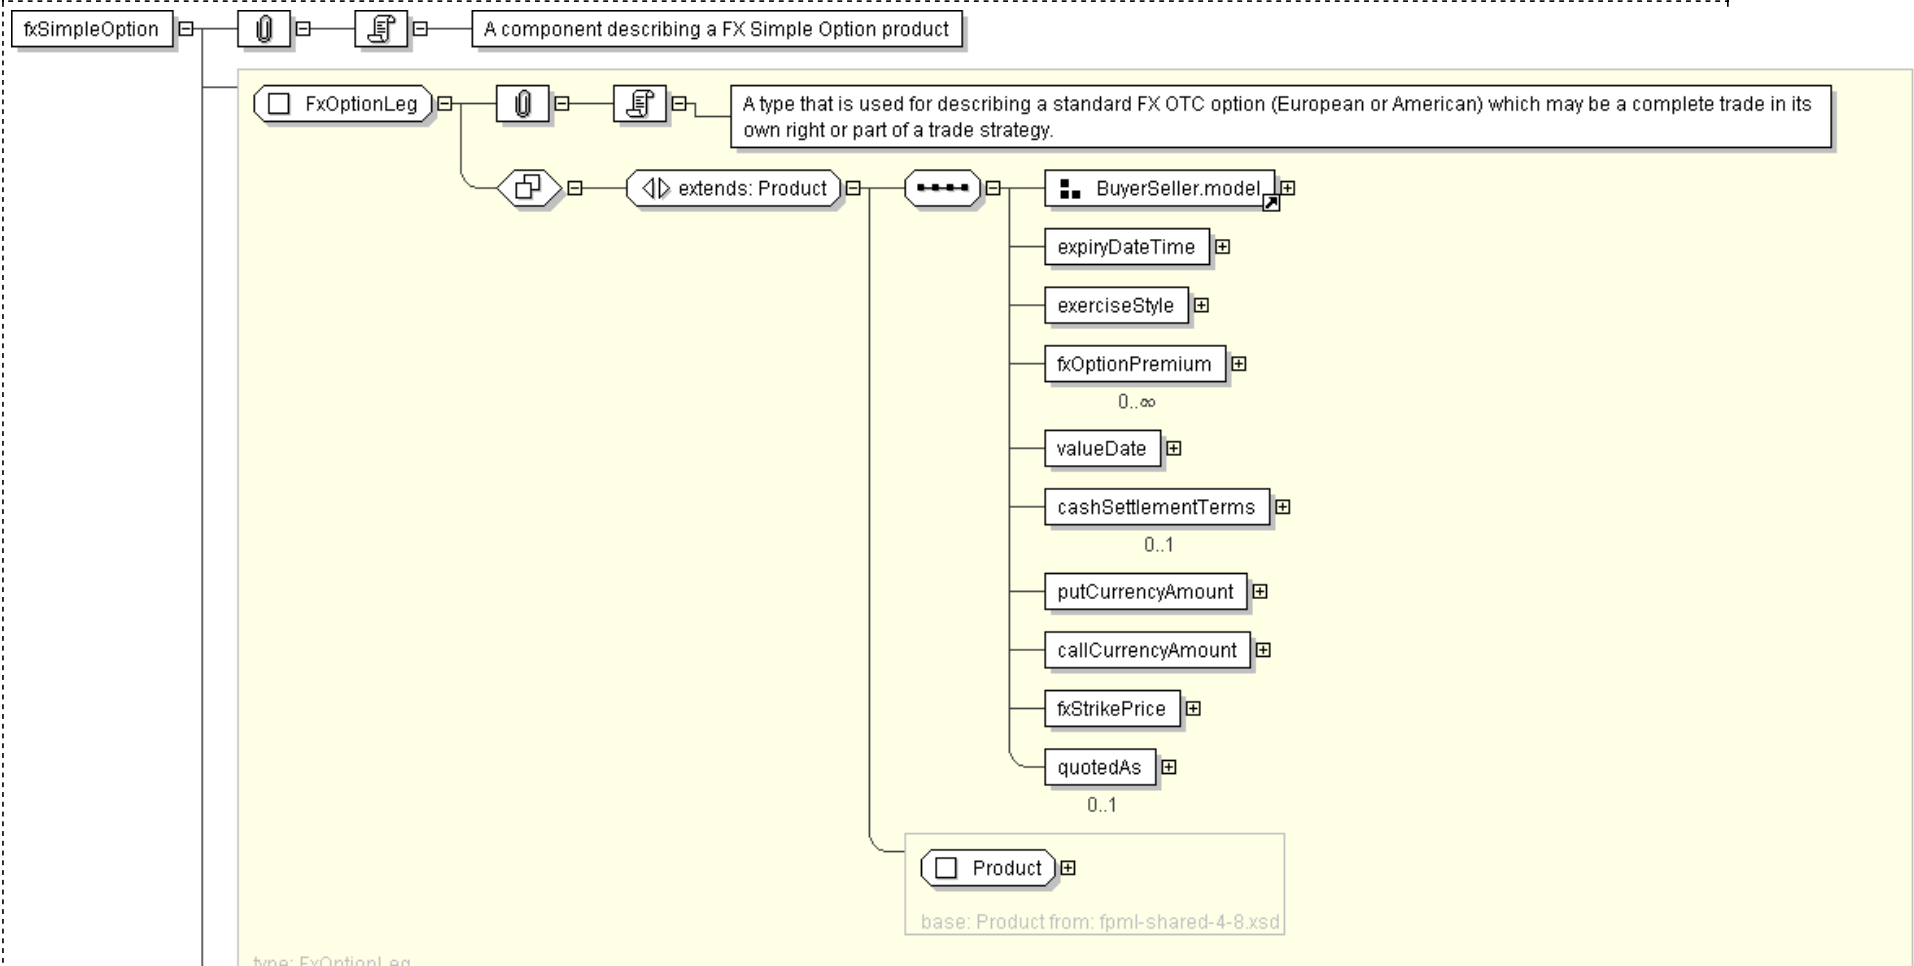 fxSimpleOption
A component describing a FX Simple Option product
FxOptionLeg
A type that is used for describing a standard FX OTC option (European or American) which may be a complete trade in its
own right or part of a trade strategy.
extends: Product
BuyerSeller.model
expiryDateTime
exerciseStyle
fxOptionPremium
0..∞
valueDate
cashSettlementTerms
0..1
putCurrencyAmount
callCurrencyAmount
fxStrikePrice
quotedAs
0..1
Product
base: Product from: fpml-shared-4-8.xsd
type: FxOptionLeg